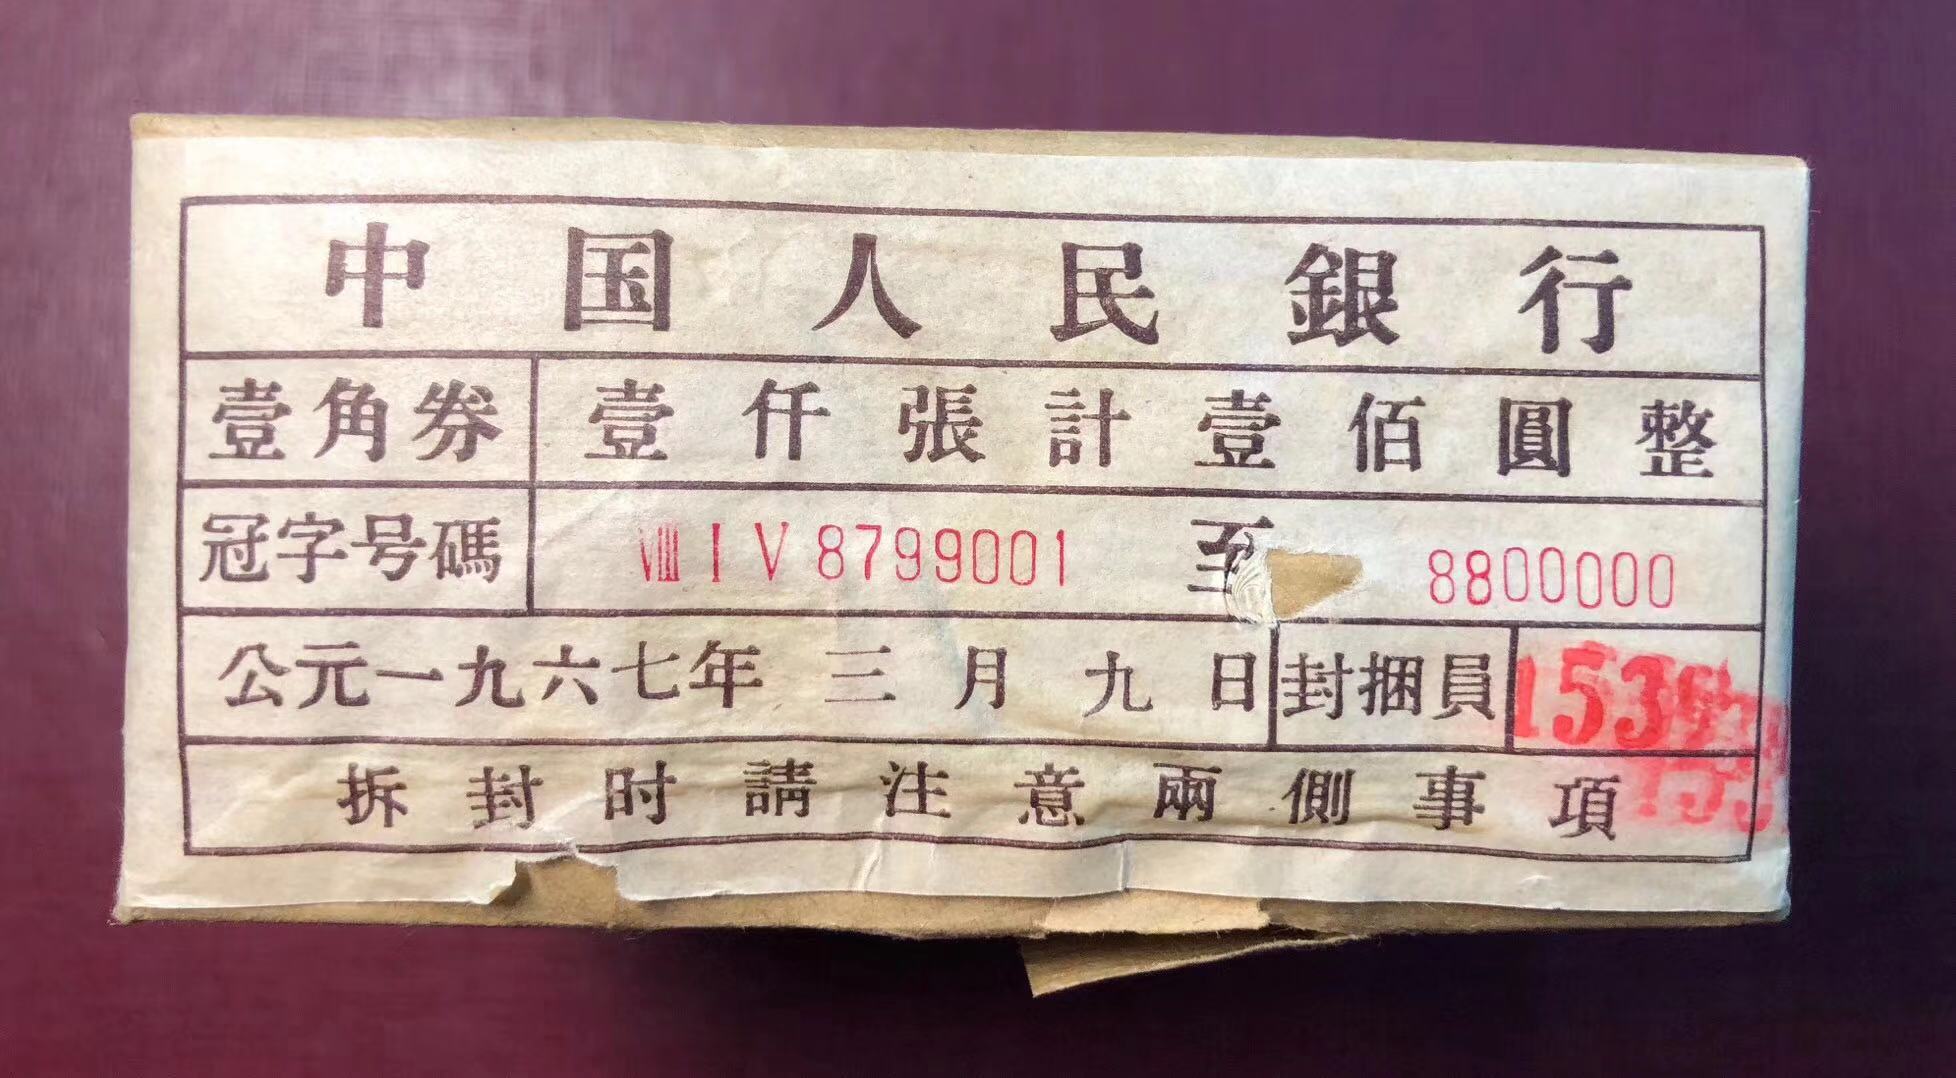 中国人民銀行
壹角券 壹仟張計壹佰圓整
冠字号碼 Ⅷ Ⅰ Ⅴ 8799001 至 8800000
公元一九六七年 三月九日 封捆員 1539
拆封时請注意兩側事項